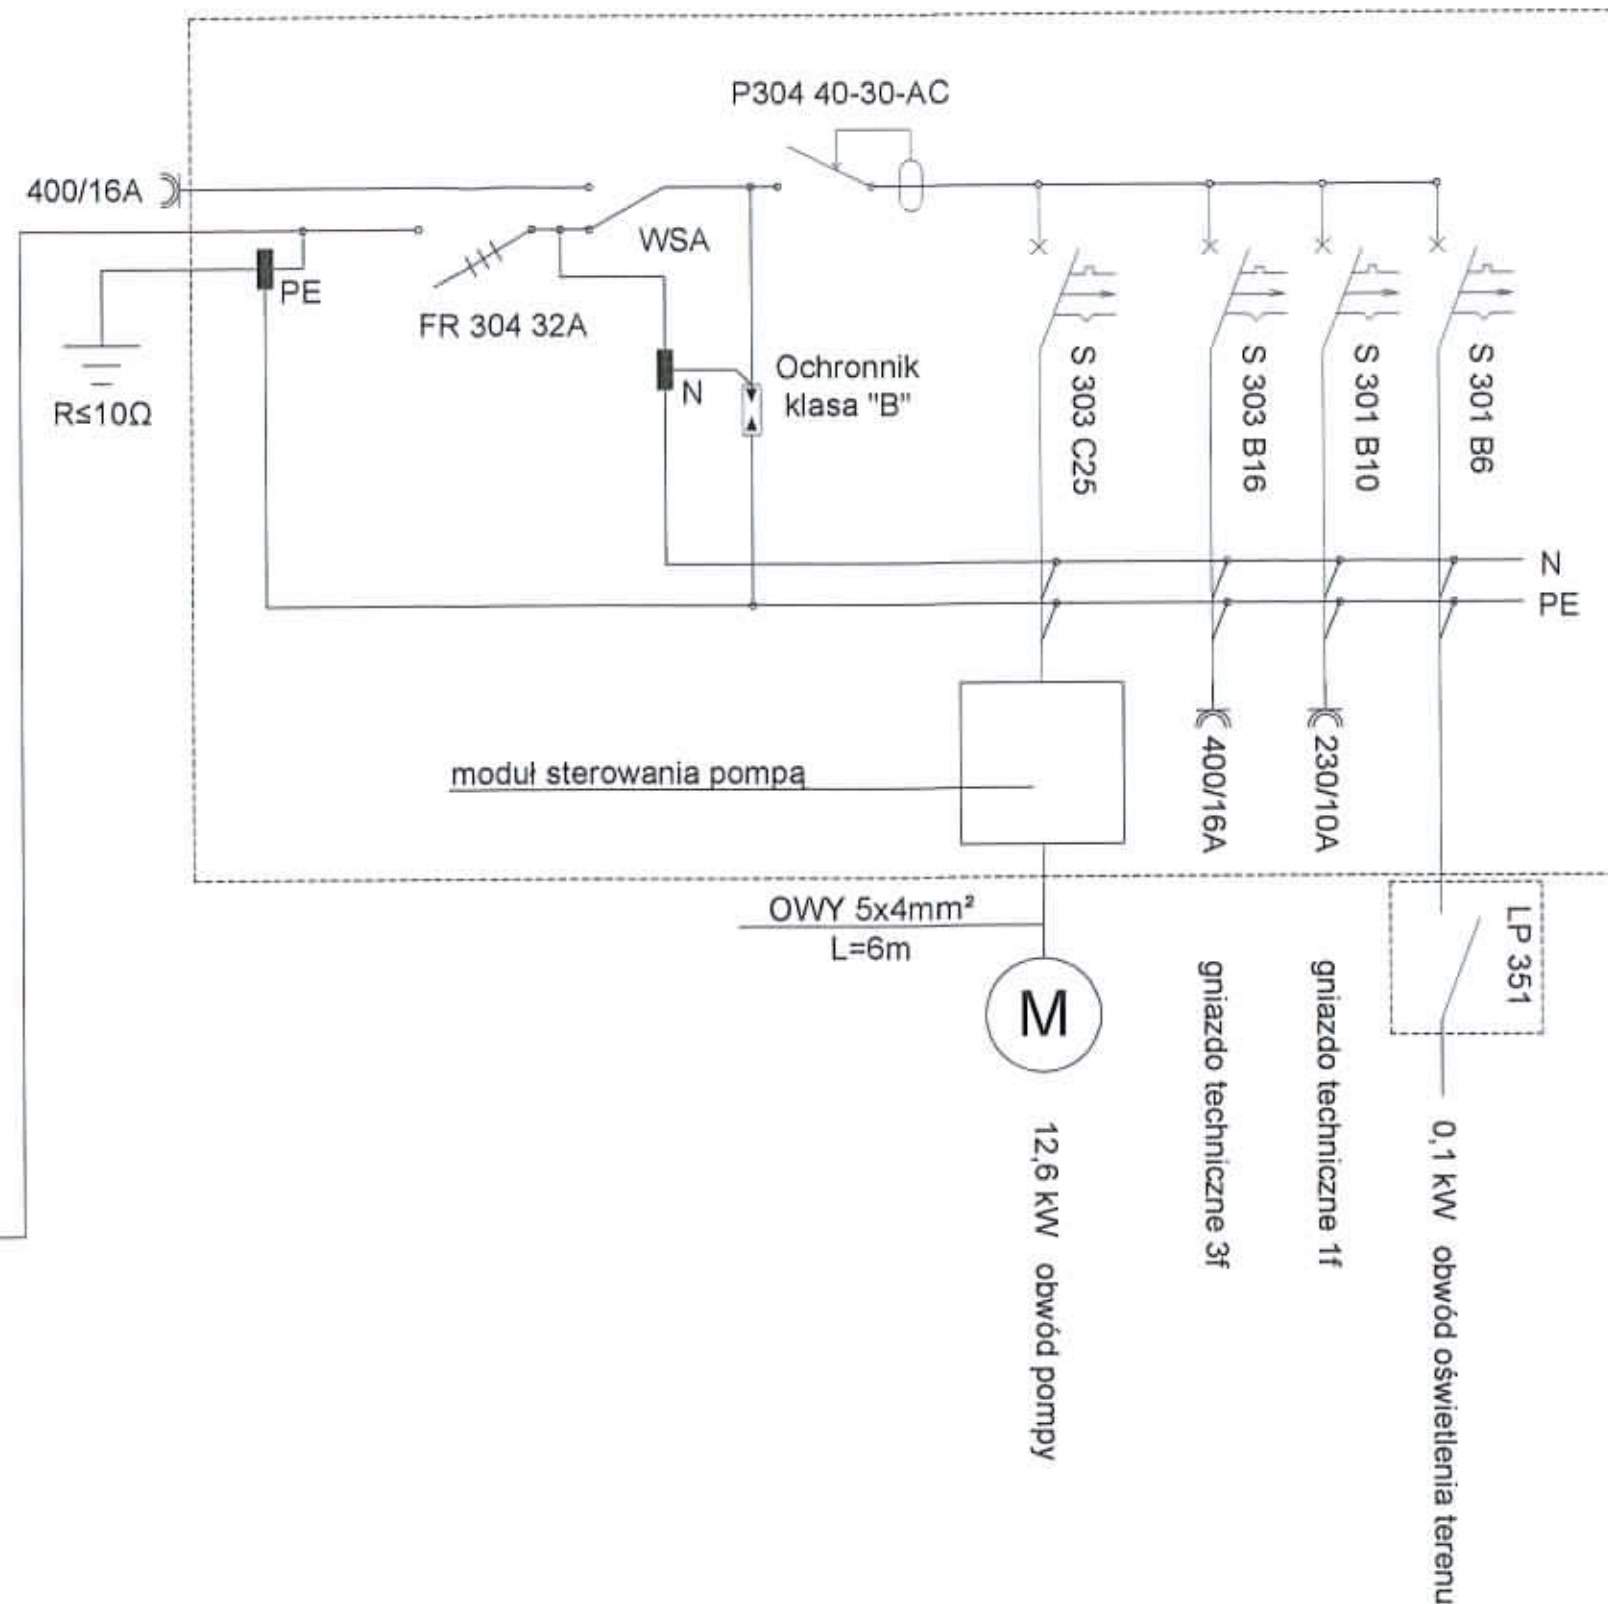 P304 40-30-AC
400/16A
WSA
PE
FR 304 32A
R≤10Ω
N
Ochronnik
klasa "B"
S 303 C25
S 303 B16
S 301 B10
S 301 B6
N
PE
moduł sterowania pompą
400/16A
230/10A
OWY 5x4mm²
L=6m
LP 351
M
gniazdo techniczne 3f
gniazdo techniczne 1f
12,6 kW obwód pompy
0,1 kW obwód oświetlenia terenu